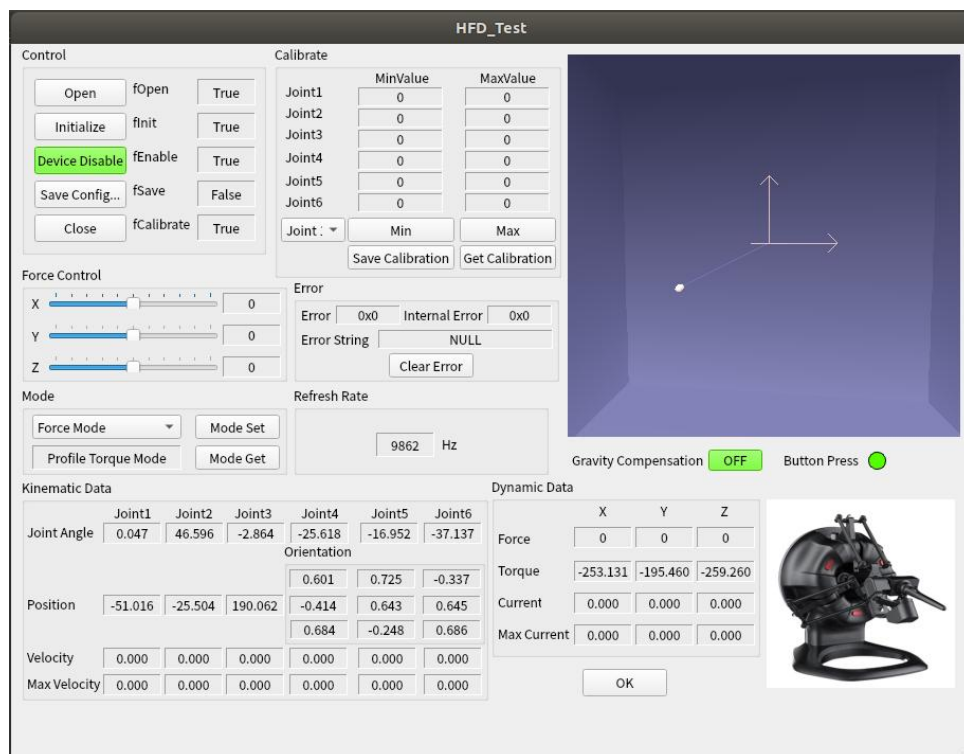 HFD_Test
Control
Open fOpen True
Initialize fInit True
Device Disable fEnable True
Save Config... fSave False
Close fCalibrate True
Calibrate
MinValue MaxValue
Joint1 0 0
Joint2 0 0
Joint3 0 0
Joint4 0 0
Joint5 0 0
Joint6 0 0
Joint Min Max
Save Calibration Get Calibration
Force Control
X 0
Y 0
Z 0
Error
Error 0x0 Internal Error 0x0
Error String NULL
Clear Error
Mode
Force Mode Mode Set
Profile Torque Mode Mode Get
Refresh Rate
9862 Hz
Gravity Compensation OFF Button Press
Kinematic Data
Joint1 Joint2 Joint3 Joint4 Joint5 Joint6
Joint Angle 0.047 46.596 -2.864 -25.618 -16.952 -37.137
Orientation
0.601 0.725 -0.337
Position -51.016 -25.504 190.062 -0.414 0.643 0.645
0.684 -0.248 0.686
Velocity 0.000 0.000 0.000 0.000 0.000 0.000
Max Velocity 0.000 0.000 0.000 0.000 0.000 0.000
Dynamic Data
X Y Z
Force 0 0 0
Torque -253.131 -195.460 -259.260
Current 0.000 0.000 0.000
Max Current 0.000 0.000 0.000
OK